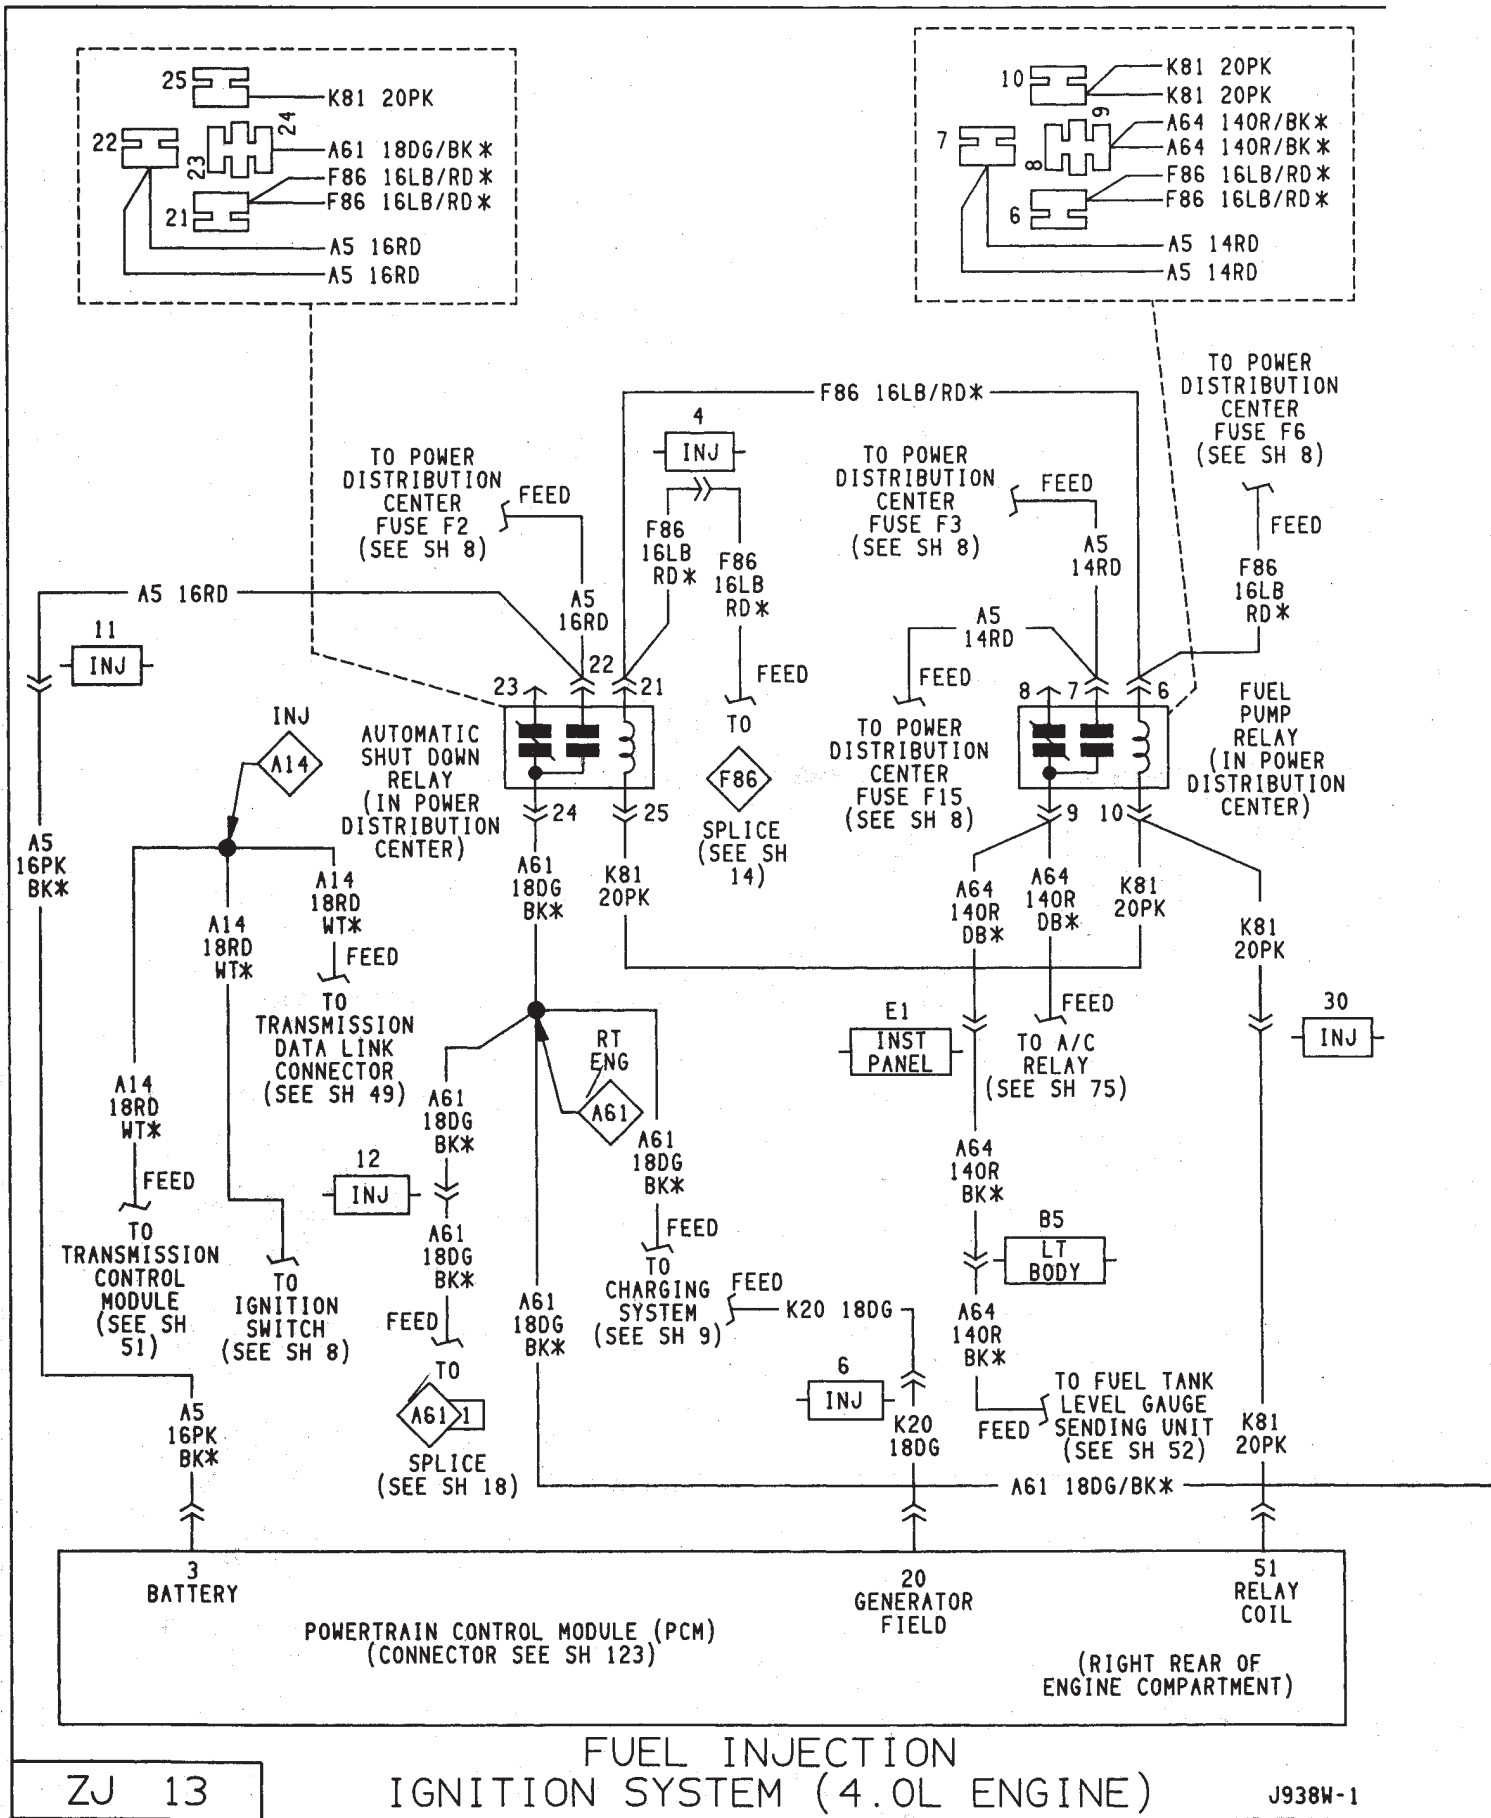 25
K81 20PK
22
24
23
A61 18DG/BK*
F86 16LB/RD*
F86 16LB/RD*
21
A5 16RD
A5 16RD
10
K81 20PK
K81 20PK
7
9
8
A64 14OR/BK*
A64 14OR/BK*
F86 16LB/RD*
F86 16LB/RD*
6
A5 14RD
A5 14RD
TO POWER
DISTRIBUTION
CENTER
FUSE F6
(SEE SH 8)
FEED
F86
16LB
RD*
F86 16LB/RD*
4
INJ
TO POWER
DISTRIBUTION
CENTER
FUSE F2
(SEE SH 8)
FEED
F86
16LB
RD*
F86
16LB
RD*
TO POWER
DISTRIBUTION
CENTER
FUSE F3
(SEE SH 8)
FEED
A5
14RD
A5 16RD
A5
16RD
A5
14RD
11
INJ
22
23
21
FEED
FEED
8
7
6
INJ
A14
AUTOMATIC
SHUT DOWN
RELAY
(IN POWER
DISTRIBUTION
CENTER)
TO
F86
SPLICE
(SEE SH
14)
TO POWER
DISTRIBUTION
CENTER
FUSE F15
(SEE SH 8)
FUEL
PUMP
RELAY
(IN POWER
DISTRIBUTION
CENTER)
24
25
9
10
A5
16PK
BK*
A14
18RD
WT*
A14
18RD
WT*
FEED
TO
TRANSMISSION
DATA LINK
CONNECTOR
(SEE SH 49)
A61
18DG
BK*
K81
20PK
A64
14OR
DB*
A64
14OR
DB*
K81
20PK
K81
20PK
E1
INST
PANEL
FEED
TO A/C
RELAY
(SEE SH 75)
30
INJ
RT
ENG
A61
A14
18RD
WT*
FEED
TO
TRANSMISSION
CONTROL
MODULE
(SEE SH
51)
TO
IGNITION
SWITCH
(SEE SH 8)
A61
18DG
BK*
12
INJ
A61
18DG
BK*
FEED
TO
A61
1
SPLICE
(SEE SH 18)
A61
18DG
BK*
FEED
TO
CHARGING
SYSTEM
(SEE SH 9)
A61
18DG
BK*
FEED
K20 18DG
6
INJ
K20
18DG
A64
14OR
BK*
B5
LT
BODY
A64
14OR
BK*
FEED
TO FUEL TANK
LEVEL GAUGE
SENDING UNIT
(SEE SH 52)
K81
20PK
A5
16PK
BK*
A61 18DG/BK*
3
BATTERY
20
GENERATOR
FIELD
51
RELAY
COIL
POWERTRAIN CONTROL MODULE (PCM)
(CONNECTOR SEE SH 123)
(RIGHT REAR OF
ENGINE COMPARTMENT)
FUEL INJECTION
IGNITION SYSTEM (4.0L ENGINE)
ZJ 13
J938W-1